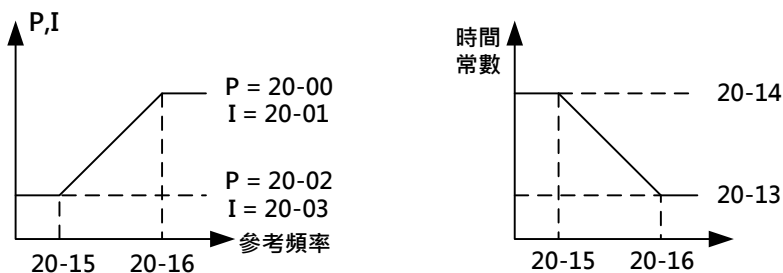 P,I
P = 20-00
I = 20-01
P = 20-02
I = 20-03
參考頻率
20-15 20-16
時間
常數
20-14
20-13
20-15 20-16